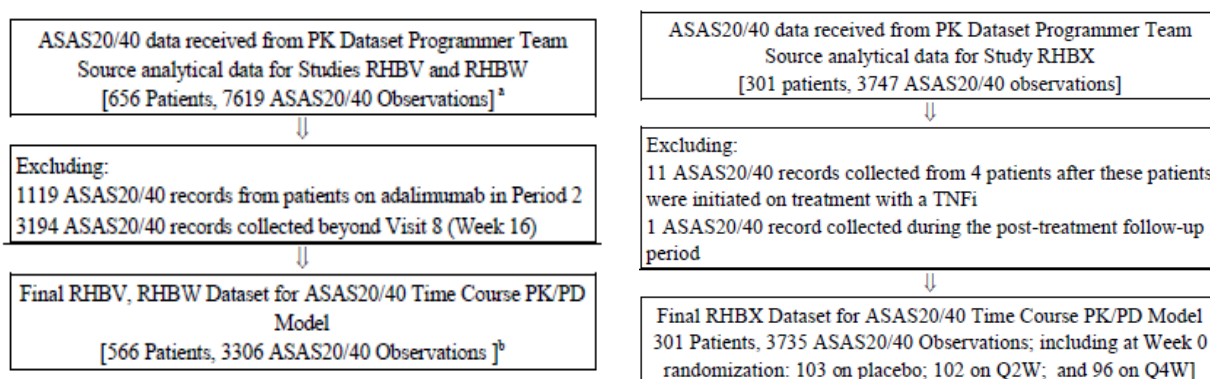 ASAS20/40 data received from PK Dataset Programmer Team
Source analytical data for Studies RHBV and RHBW
[656 Patients, 7619 ASAS20/40 Observations] a
⇓
Excluding:
1119 ASAS20/40 records from patients on adalimumab in Period 2
3194 ASAS20/40 records collected beyond Visit 8 (Week 16)
⇓
Final RHBV, RHBW Dataset for ASAS20/40 Time Course PK/PD
Model
[566 Patients, 3306 ASAS20/40 Observations ]b
ASAS20/40 data received from PK Dataset Programmer Team
Source analytical data for Study RHBX
[301 patients, 3747 ASAS20/40 observations]
⇓
Excluding:
11 ASAS20/40 records collected from 4 patients after these patients
were initiated on treatment with a TNFi
1 ASAS20/40 record collected during the post-treatment follow-up
period
⇓
Final RHBX Dataset for ASAS20/40 Time Course PK/PD Model
301 Patients, 3735 ASAS20/40 Observations; including at Week 0
randomization: 103 on placebo; 102 on Q2W; and 96 on Q4W]